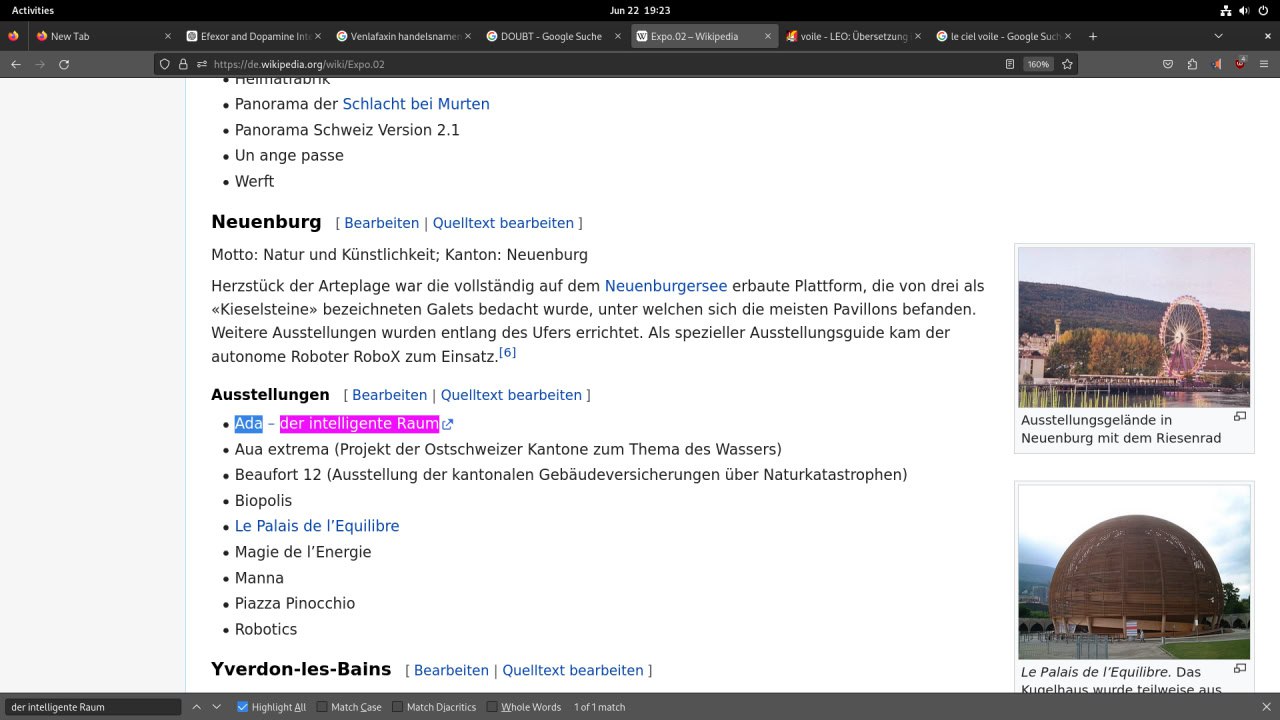 Activities
Jun 22 19:23
New Tab
Efexor and Dopamine Int
Venlafaxin handelsnamen
DOUBT - Google Suche
Expo.02 – Wikipedia
voile - LEO: Übersetzung
le ciel voile - Google Such
https://de.wikipedia.org/wiki/Expo.02
160%
Heimatfabrik
Panorama der Schlacht bei Murten
Panorama Schweiz Version 2.1
Un ange passe
Werft
Neuenburg [ Bearbeiten | Quelltext bearbeiten ]
Motto: Natur und Künstlichkeit; Kanton: Neuenburg
Herzstück der Arteplage war die vollständig auf dem Neuenburgersee erbaute Plattform, die von drei als
«Kieselsteine» bezeichneten Galets bedacht wurde, unter welchen sich die meisten Pavillons befanden.
Weitere Ausstellungen wurden entlang des Ufers errichtet. Als spezieller Ausstellungsguide kam der
autonome Roboter RoboX zum Einsatz.[6]
Ausstellungen [ Bearbeiten | Quelltext bearbeiten ]
Ada – der intelligente Raum
Aua extrema (Projekt der Ostschweizer Kantone zum Thema des Wassers)
Beaufort 12 (Ausstellung der kantonalen Gebäudeversicherungen über Naturkatastrophen)
Biopolis
Le Palais de l’Equilibre
Magie de l’Energie
Manna
Piazza Pinocchio
Robotics
Yverdon-les-Bains [ Bearbeiten | Quelltext bearbeiten ]
Ausstellungsgelände in
Neuenburg mit dem Riesenrad
Le Palais de l’Equilibre. Das
Kugelhaus wurde teilweise aus
der intelligente Raum
Highlight All
Match Case
Match Diacritics
Whole Words
1 of 1 match